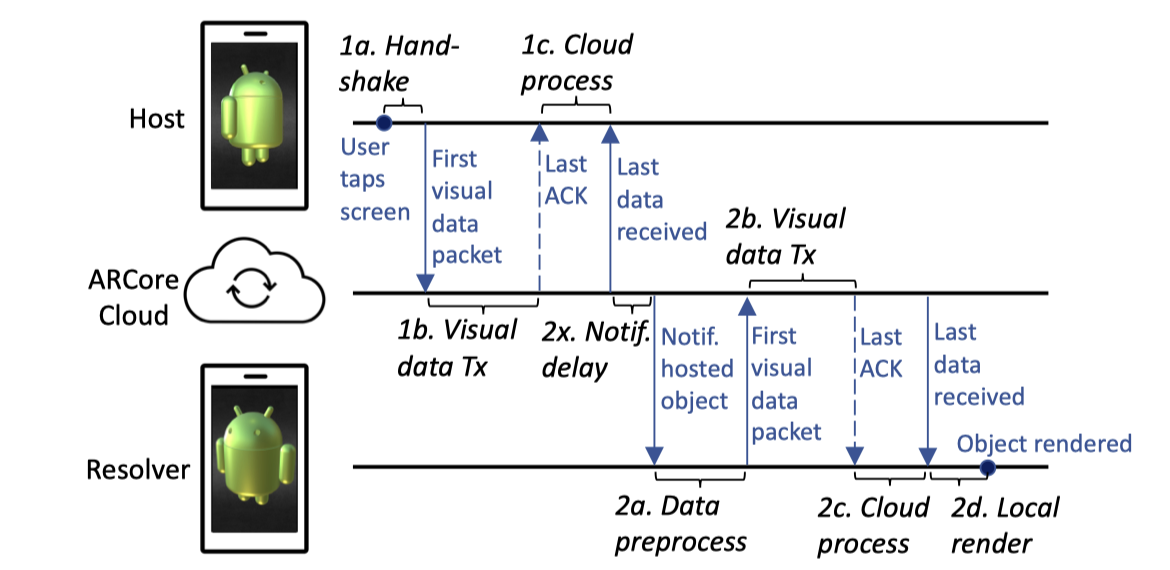 1a. Hand-
shake
1c. Cloud
process
Host
User
taps
screen
First
visual
data
packet
Last
ACK
Last
data
received
2b. Visual
data Tx
ARCore
Cloud
1b. Visual
data Tx
2x. Notif.
delay
Notif.
hosted
object
First
visual
data
packet
Last
ACK
Last
data
received
Object rendered
Resolver
2a. Data
preprocess
2c. Cloud
process
2d. Local
render